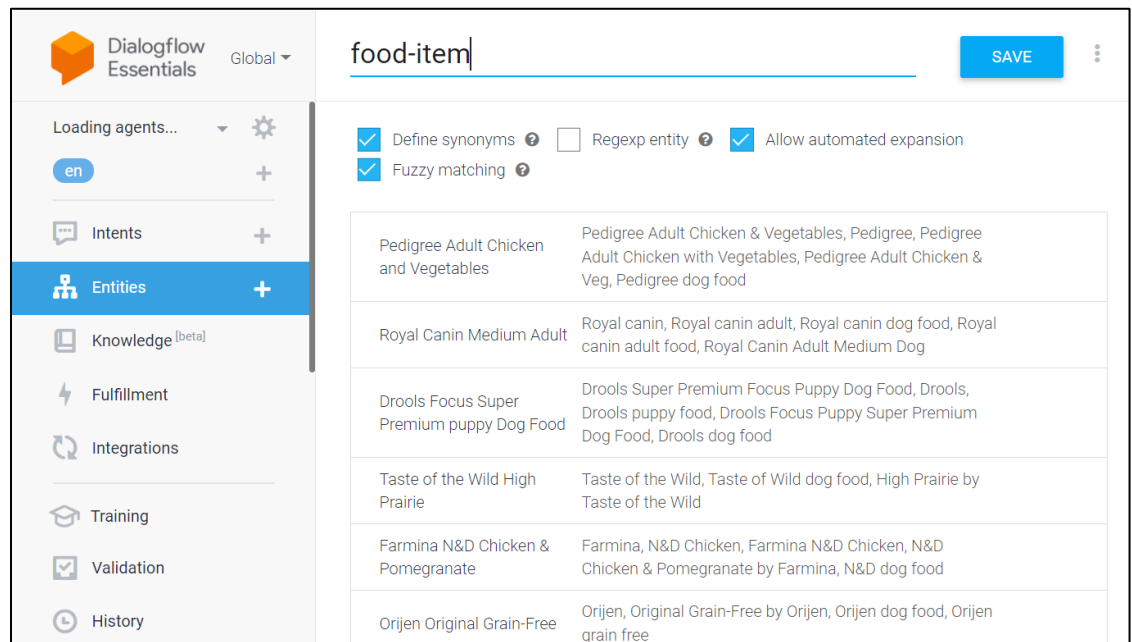 Dialogflow
Essentials
Global
food-item
SAVE
Loading agents...
en
Define synonyms
Regexp entity
Allow automated expansion
Fuzzy matching
Intents
Entities
Knowledge [beta]
Fulfillment
Integrations
Training
Validation
History
Pedigree Adult Chicken
and Vegetables
Pedigree Adult Chicken & Vegetables, Pedigree, Pedigree
Adult Chicken with Vegetables, Pedigree Adult Chicken &
Veg, Pedigree dog food
Royal Canin Medium Adult
Royal canin, Royal canin adult, Royal canin dog food, Royal
canin adult food, Royal Canin Adult Medium Dog
Drools Focus Super
Premium puppy Dog Food
Drools Super Premium Focus Puppy Dog Food, Drools,
Drools puppy food, Drools Focus Puppy Super Premium
Dog Food, Drools dog food
Taste of the Wild High
Prairie
Taste of the Wild, Taste of Wild dog food, High Prairie by
Taste of the Wild
Farmina N&D Chicken &
Pomegranate
Farmina, N&D Chicken, Farmina N&D Chicken, N&D
Chicken & Pomegranate by Farmina, N&D dog food
Orijen Original Grain-Free
Orijen, Original Grain-Free by Orijen, Orijen dog food, Orijen
grain free